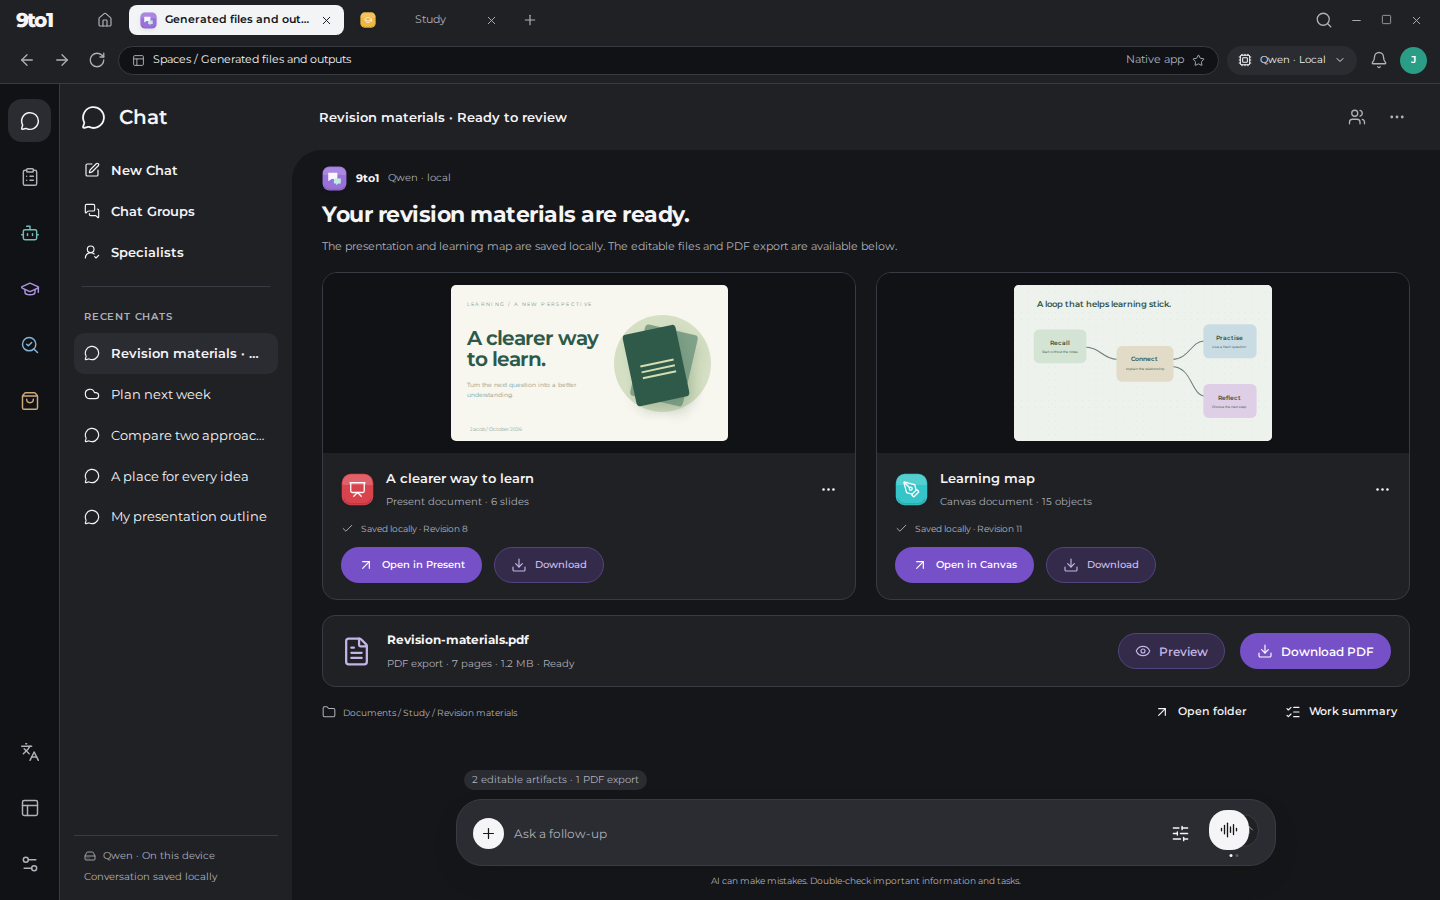 9to1
Generated files and out...
Study
Spaces / Generated files and outputs
Native app
Qwen · Local
J
Chat
New Chat
Chat Groups
Specialists
RECENT CHATS
Revision materials · ...
Plan next week
Compare two approac...
A place for every idea
My presentation outline
Qwen · On this device
Conversation saved locally
Revision materials · Ready to review
9to1 Qwen · local
Your revision materials are ready.
The presentation and learning map are saved locally. The editable files and PDF export are available below.
LEARNING / A NEW PERSPECTIVE
A clearer way
to learn.
Turn the next question into a better
understanding.
A clearer way to learn
Present document · 6 slides
Saved locally · Revision 8
Open in Present
Download
A loop that helps learning stick.
Recall
Connect
Practise
Reflect
Learning map
Canvas document · 15 objects
Saved locally · Revision 11
Open in Canvas
Download
Revision-materials.pdf
PDF export · 7 pages · 1.2 MB · Ready
Preview
Download PDF
Documents / Study / Revision materials
Open folder
Work summary
2 editable artifacts · 1 PDF export
Ask a follow-up
AI can make mistakes. Double-check important information and tasks.